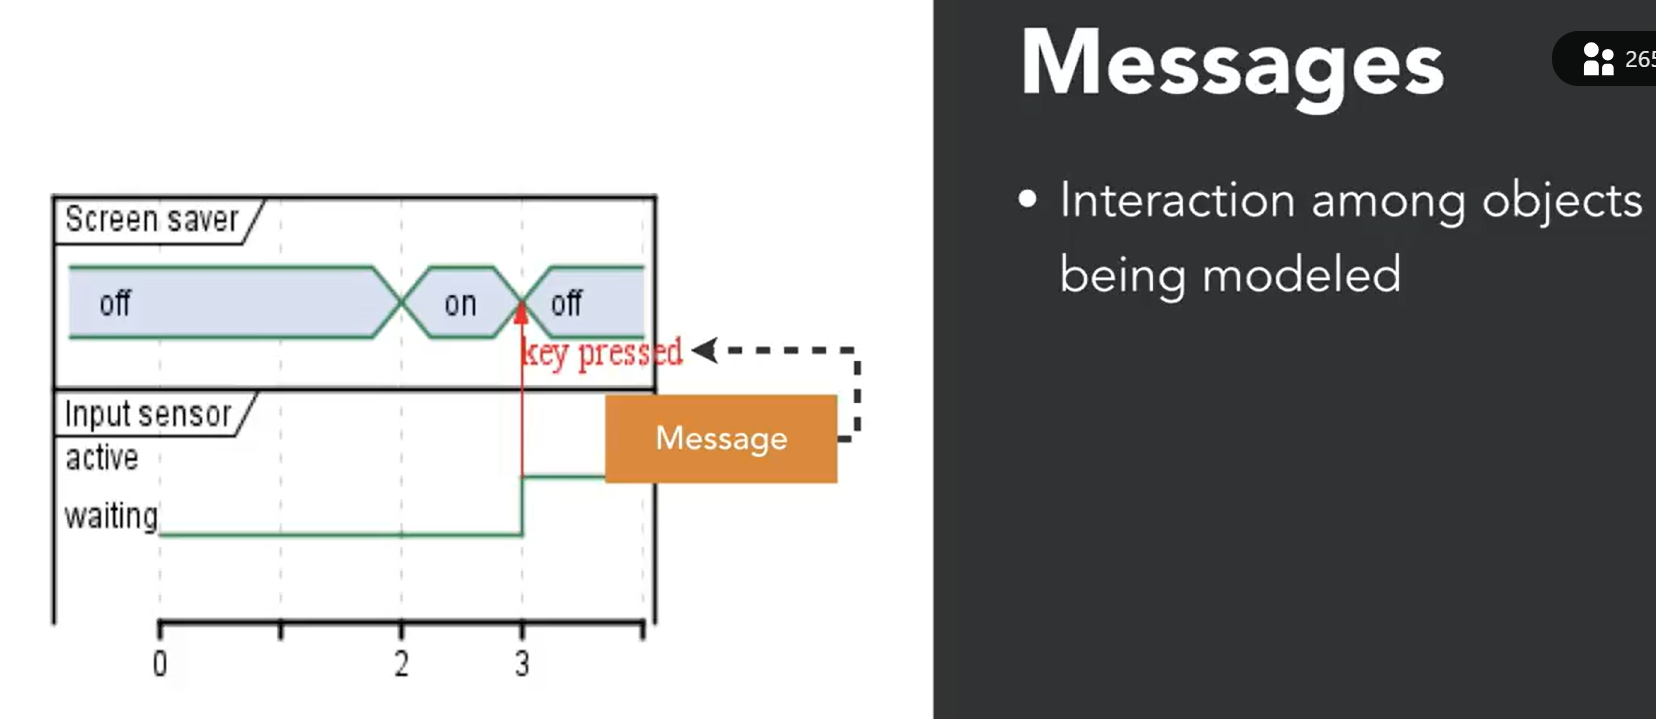 Messages
265
• Interaction among objects
being modeled
Screen saver
off
on
off
key pressed
Input sensor
active
waiting
Message
0
2
3